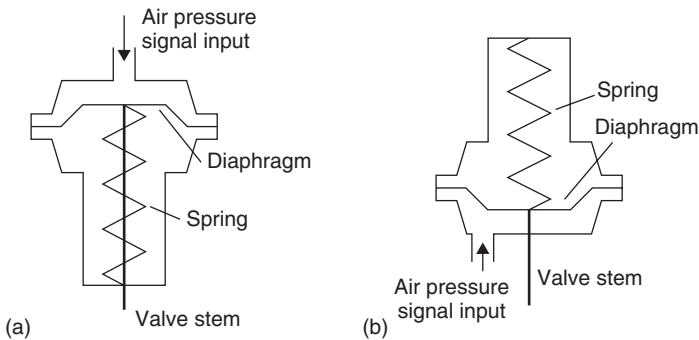 Air pressure
signal input
Diaphragm
Spring
Valve stem
(a)
Spring
Diaphragm
Air pressure
signal input
Valve stem
(b)